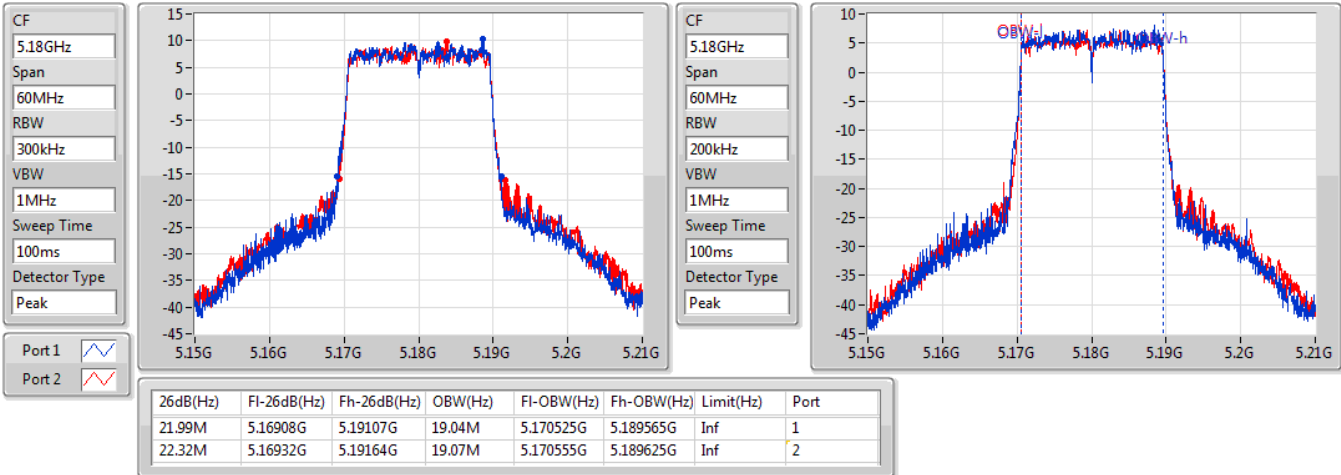 CF
5.18GHz
Span
60MHz
RBW
300kHz
VBW
1MHz
Sweep Time
100ms
Detector Type
Peak
15
10
5
0
-5
-10
-15
-20
-25
-30
-35
-40
-45
5.15G 5.16G 5.17G 5.18G 5.19G 5.2G 5.21G
CF
5.18GHz
Span
60MHz
RBW
200kHz
VBW
1MHz
Sweep Time
100ms
Detector Type
Peak
10
5
0
-5
-10
-15
-20
-25
-30
-35
-40
-45
OBW-l
5.15G 5.16G 5.17G 5.18G 5.19G 5.2G 5.21G
Port 1
Port 2
26dB(Hz) Fl-26dB(Hz) Fh-26dB(Hz) OBW(Hz) Fl-OBW(Hz) Fh-OBW(Hz) Limit(Hz) Port
21.99M 5.16908G 5.19107G 19.04M 5.170525G 5.189565G Inf 1
22.32M 5.16932G 5.19164G 19.07M 5.170555G 5.189625G Inf 2